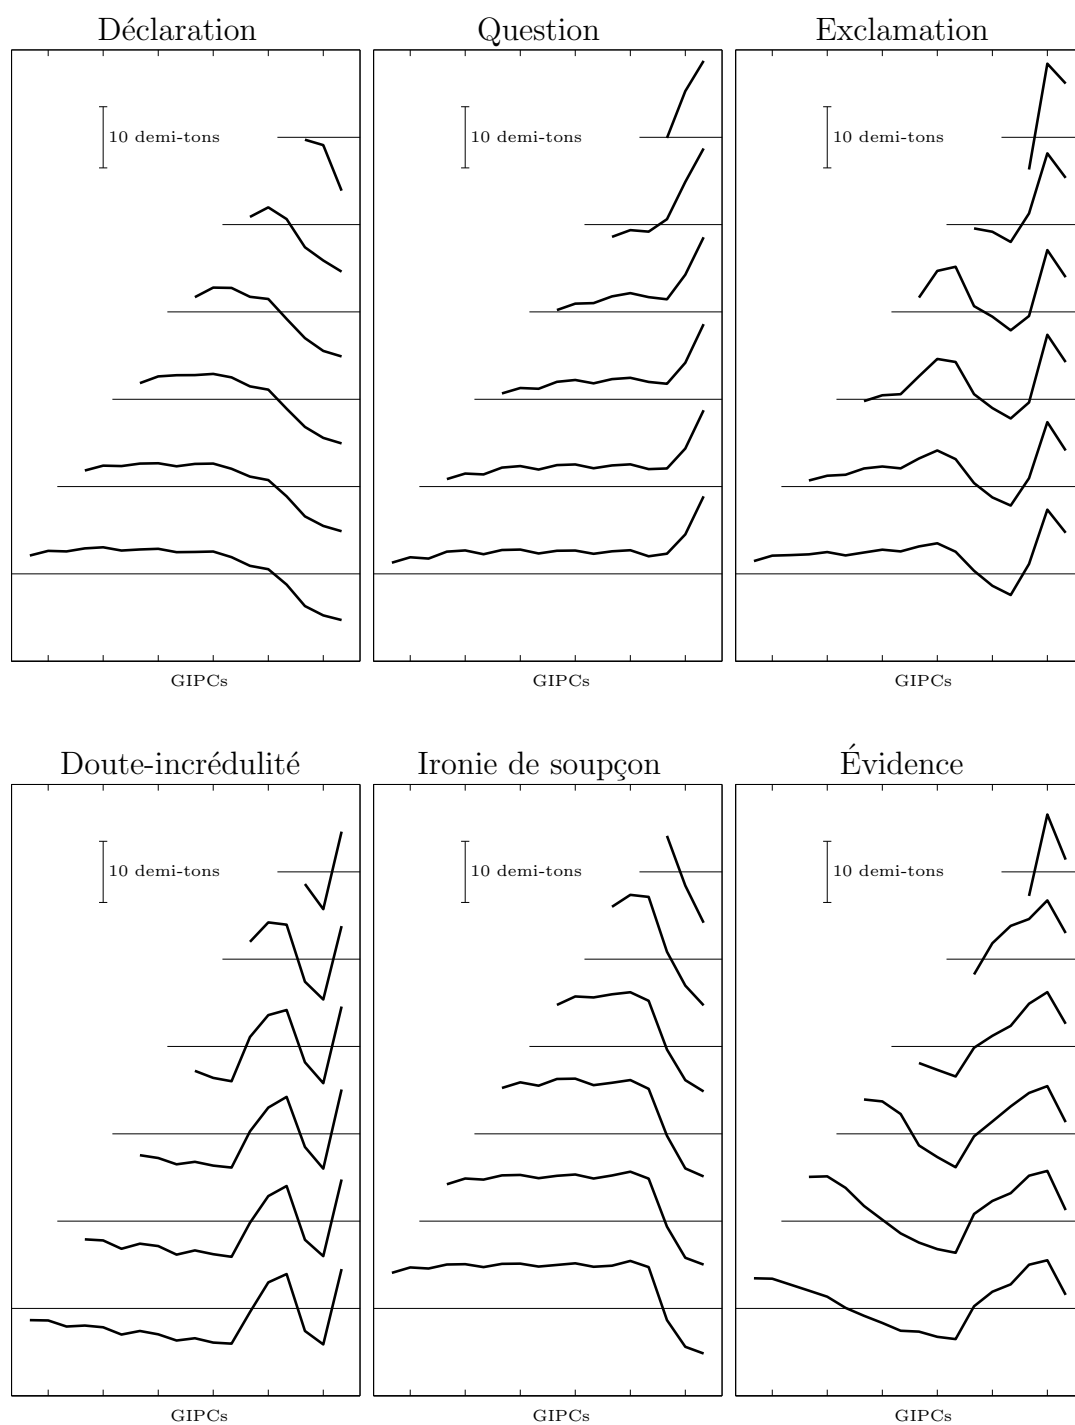 Déclaration
Question
Exclamation
10 demi-tons
10 demi-tons
10 demi-tons
GIPCs
GIPCs
GIPCs
Doute-incrédulité
Ironie de soupçon
Évidence
10 demi-tons
10 demi-tons
10 demi-tons
GIPCs
GIPCs
GIPCs